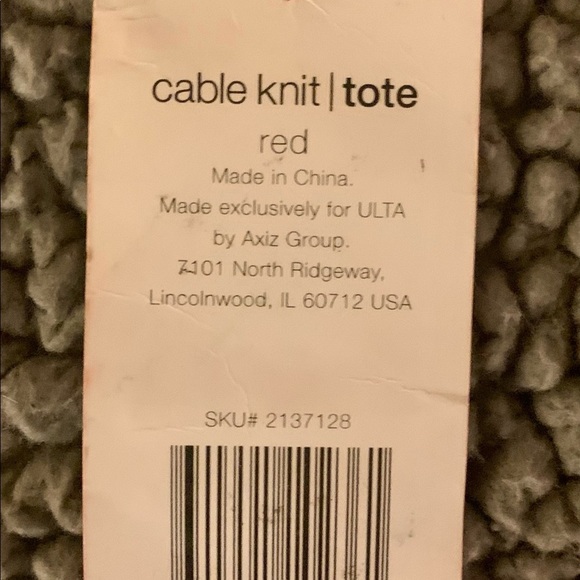 cable knit | tote
red
Made in China.
Made exclusively for ULTA
by Axiz Group.
7101 North Ridgeway,
Lincolnwood, IL 60712 USA
SKU# 2137128